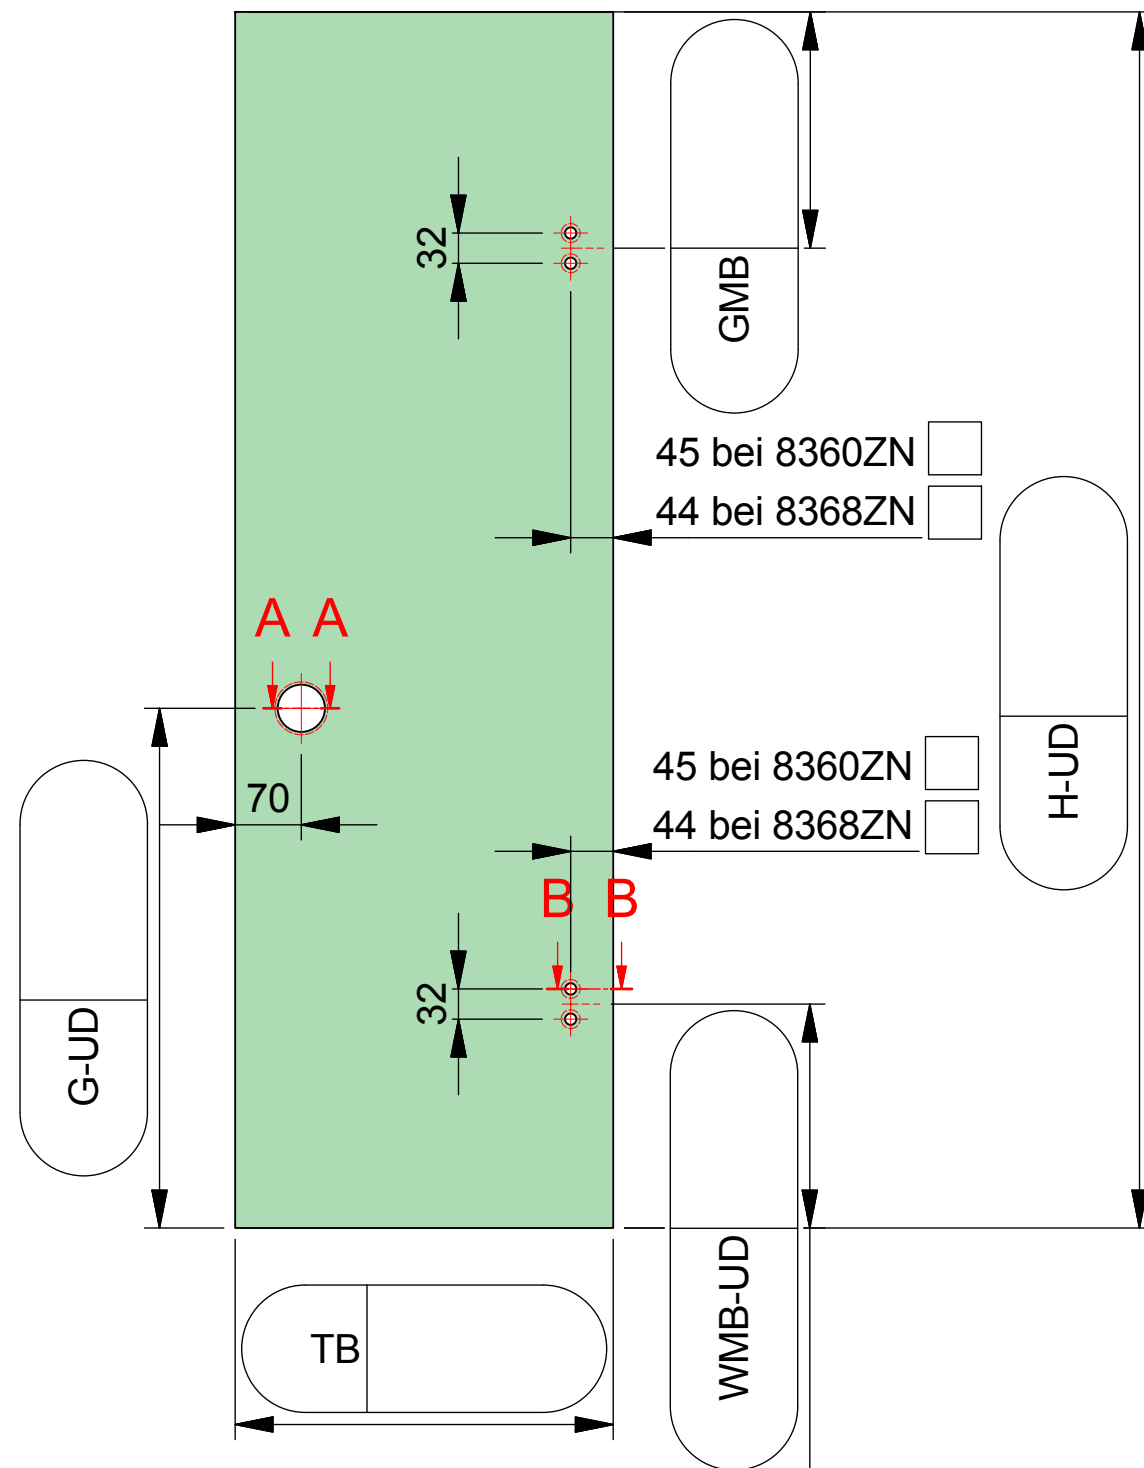 32
GMB
45 bei 8360ZN
44 bei 8368ZN
A A
70
45 bei 8360ZN
44 bei 8368ZN
H-UD
B B
32
G-UD
TB
WMB-UD